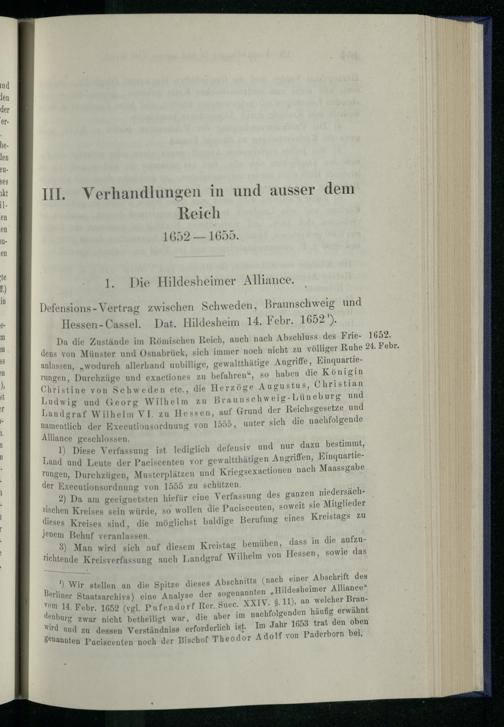 III. Verhandlungen in und ausser dem
Reich
1652—1655.
1. Die Hildesheimer Alliance.
Defensions-Vertrag zwischen Schweden, Braunschweig und
Hessen-Cassel. Dat. Hildesheim 14. Febr. 1652¹).
Da die Zustände im Römischen Reich, auch nach Abschluss des Frie- 1652.
dens von Münster und Osnabrück, sich immer noch nicht zu völliger Ruhe 24. Febr.
anlassen, „wodurch allerhand unbillige, gewaltthätige Angriffe, Einquartie-
rungen, Durchzüge und exactiones zu befahren“, so haben die Königin
Christine von Schweden etc., die Herzöge Augustus, Christian
Ludwig und Georg Wilhelm zu Braunschweig-Lüneburg und
Landgraf Wilhelm VI. zu Hessen, auf Grund der Reichsgesetze und
namentlich der Executionsordnung von 1555, unter sich die nachfolgende
Alliance geschlossen.
1) Diese Verfassung ist lediglich defensiv und nur dazu bestimmt,
Land und Leute der Paciscenten vor gewaltthätigen Angriffen, Einquartie-
rungen, Durchzügen, Musterplätzen und Kriegsexactionen nach Maassgabe
der Executionsordnung von 1555 zu schützen.
2) Da am geeignetsten hiefür eine Verfassung des ganzen niedersäch-
sischen Kreises sein würde, so wollen die Paciscenten, soweit sie Mitglieder
dieses Kreises sind, die möglichst baldige Berufung eines Kreistags zu
jenem Behuf veranlassen.
3) Man wird sich auf diesem Kreistag bemühen, dass in die aufzu-
richtende Kreisverfassung auch Landgraf Wilhelm von Hessen, sowie das
¹) Wir stellen an die Spitze dieses Abschnitts (nach einer Abschrift des
Berliner Staatsarchivs) eine Analyse der sogenannten „Hildesheimer Alliance“
vom 14. Febr. 1652 (vgl. Pufendorf Rer. Suec. XXIV. §. 11), an welcher Bran-
denburg zwar nicht betheiligt war, die aber im nachfolgenden häufig erwähnt
wird und zu dessen Verständniss erforderlich ist. Im Jahr 1653 trat den oben
genannten Paciscenten noch der Bischof Theodor Adolf von Paderborn bei,